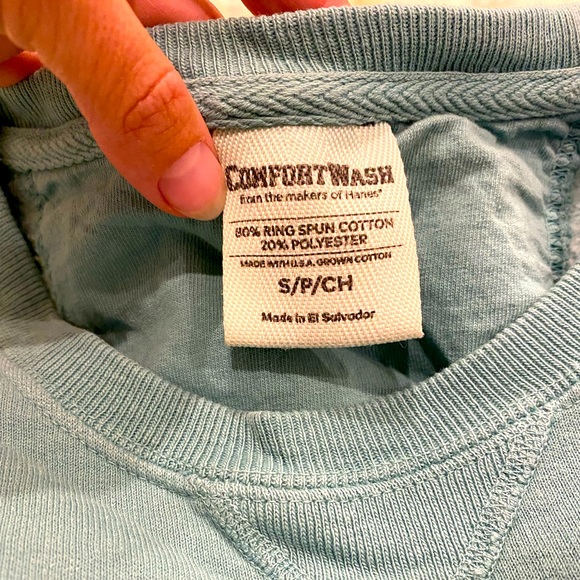 COMFORTWASH
from the makers of Hanes®
80% RING SPUN COTTON
20% POLYESTER
MADE WITH U.S.A. GROWN COTTON
S/P/CH
Made in El Salvador